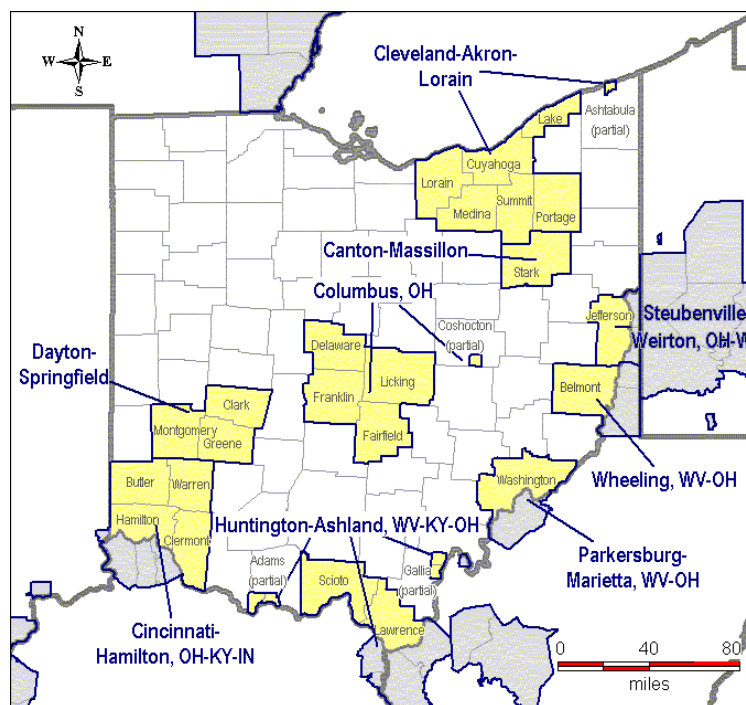 N
W E
S
Cleveland-Akron-
Lorain
Lake
Ashtabula
(partial)
Cuyahoga
Lorain
Summit
Medina
Portage
Canton-Massillon
Stark
Columbus, OH
Coshocton
(partial)
Jefferson
Steubenville
Weirton, OH-W
Delaware
Dayton-
Springfield
Licking
Franklin
Belmont
Clark
Montgomery
Greene
Fairfield
Wheeling, WV-OH
Washington
Butler
Warren
Hamilton
Huntington-Ashland, WV-KY-OH
Clermont
Adams
(partial)
Scioto
Gallia
(partial)
Parkersburg-
Marietta, WV-OH
Lawrence
Cincinnati-
Hamilton, OH-KY-IN
0 40 80
miles